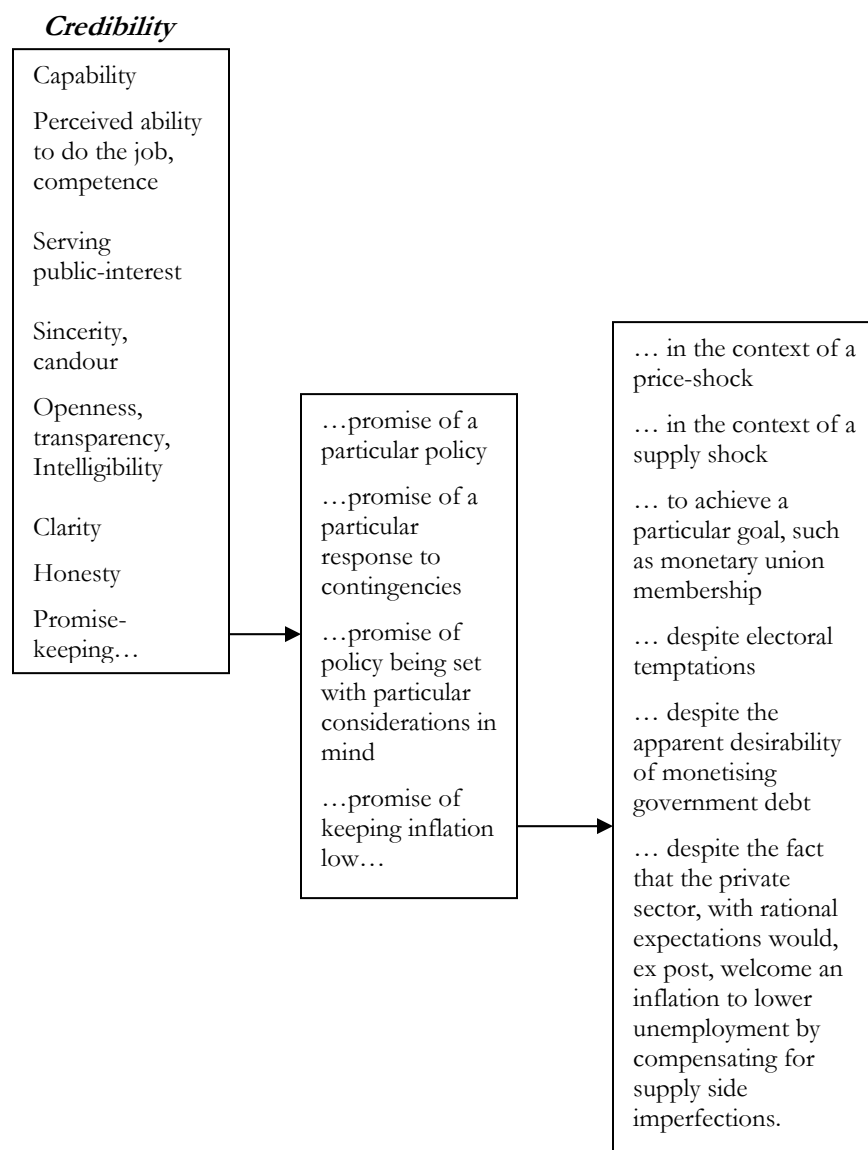 Credibility
Capability
Perceived ability
to do the job,
competence
Serving
public-interest
Sincerity,
candour
Openness,
transparency,
Intelligibility
Clarity
Honesty
Promise-
keeping…
…promise of a
particular policy
…promise of a
particular
response to
contingencies
…promise of
policy being set
with particular
considerations in
mind
…promise of
keeping inflation
low…
… in the context of a
price-shock
… in the context of a
supply shock
… to achieve a
particular goal, such
as monetary union
membership
… despite electoral
temptations
… despite the
apparent desirability
of monetising
government debt
… despite the fact
that the private
sector, with rational
expectations would,
ex post, welcome an
inflation to lower
unemployment by
compensating for
supply side
imperfections.